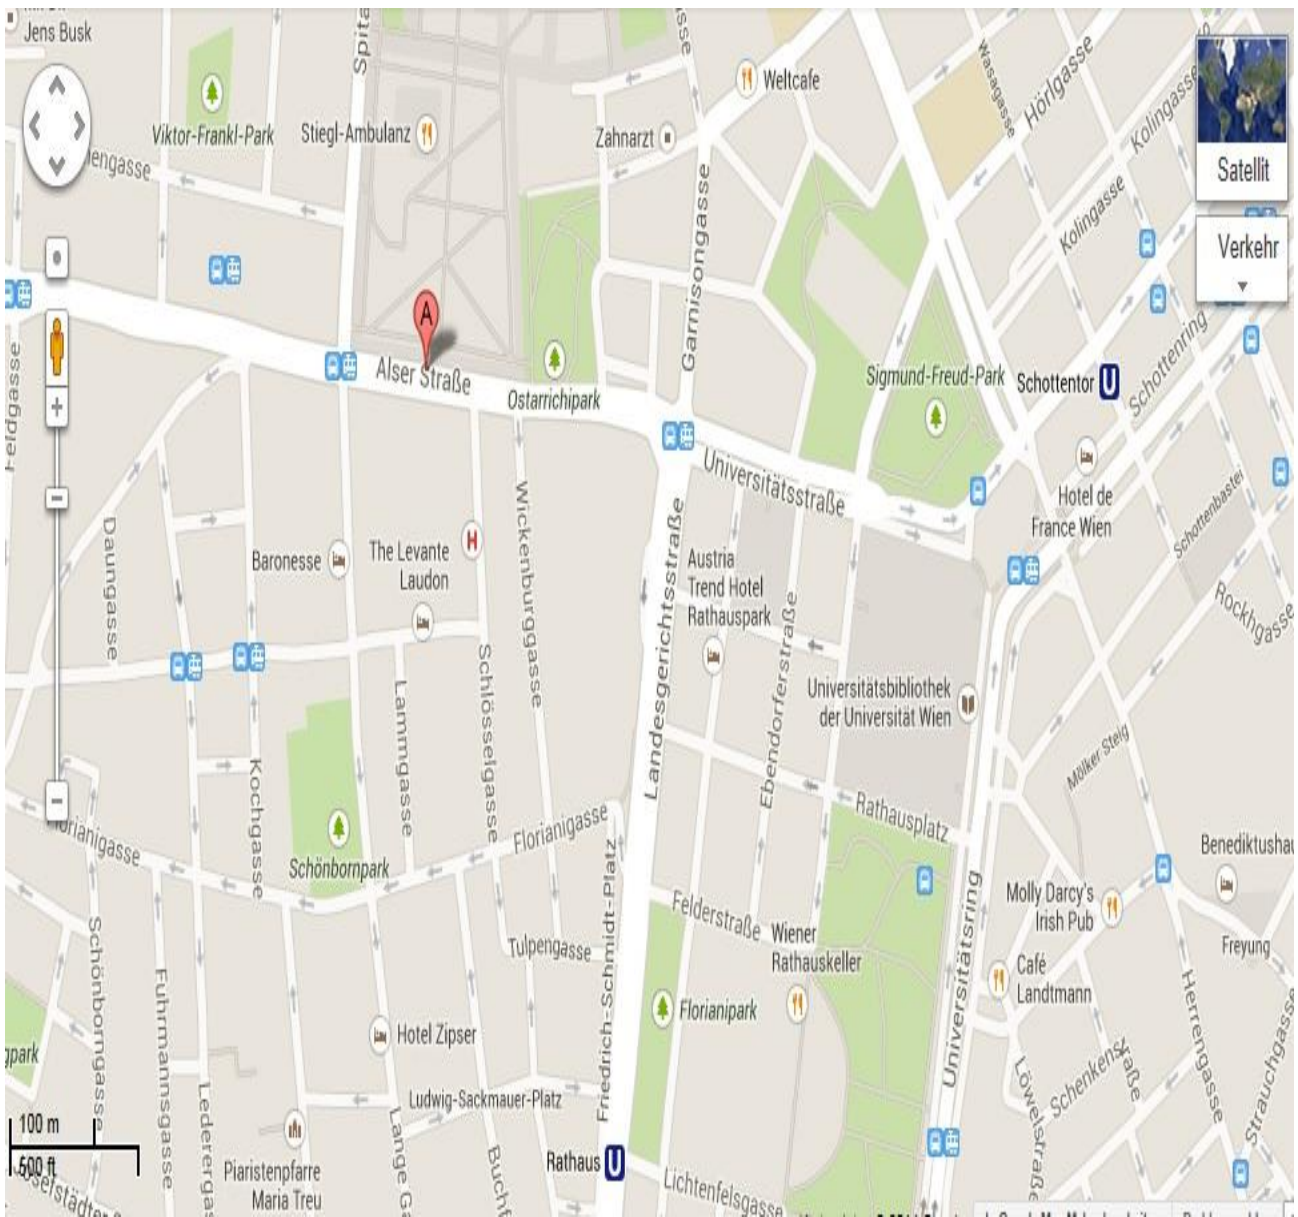 Jens Busk
Viktor-Frankl-Park
Stiegl-Ambulanz
Weltcafe
Zahnarzt
Wasagasse
Hörlgasse
Kolingasse
Kolingasse
Satellit
Verkehr
Garnisongasse
A
Alser Straße
Ostarrichipark
Sigmund-Freud-Park
Schottentor U
Schottenring
Feldgasse
Universitätsstraße
Hotel de
France Wien
Schottenbastei
Rockhgasse
Daungasse
Baronesse
The Levante
Laudon
H
Wickenburggasse
Landesgerichtsstraße
Austria
Trend Hotel
Rathauspark
Ebendorferstraße
Universitätsbibliothek
der Universität Wien
Schlösselgasse
Lammgasse
Kochgasse
Mölker Steig
Rathausplatz
Florianigasse
Schönbornpark
Benediktushau
Molly Darcy's
Irish Pub
Felderstraße
Wiener
Rathauskeller
Café
Landtmann
Freyung
Tulpengasse
Friedrich-Schmidt-Platz
Universitätsring
Florianipark
Hotel Zipser
Herrengasse
Schönborngasse
Fuhrmannsgasse
Ludwig-Sackmauer-Platz
Löwelstraße
Strauchgasse
100 m
500 ft
Piaristenpfarre
Maria Treu
Rathaus U
Lichtenfelsgasse